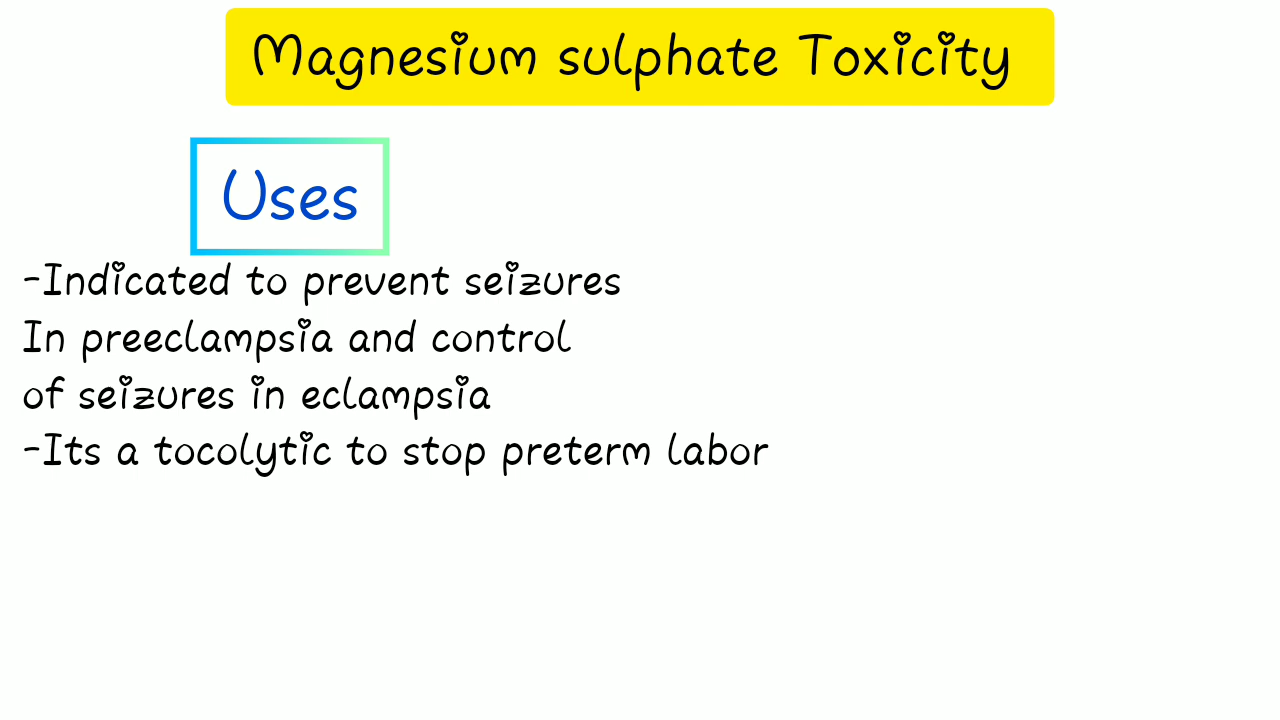 Magnesium sulphate Toxicity
Uses
-Indicated to prevent seizures
In preeclampsia and control
of seizures in eclampsia
-Its a tocolytic to stop preterm labor